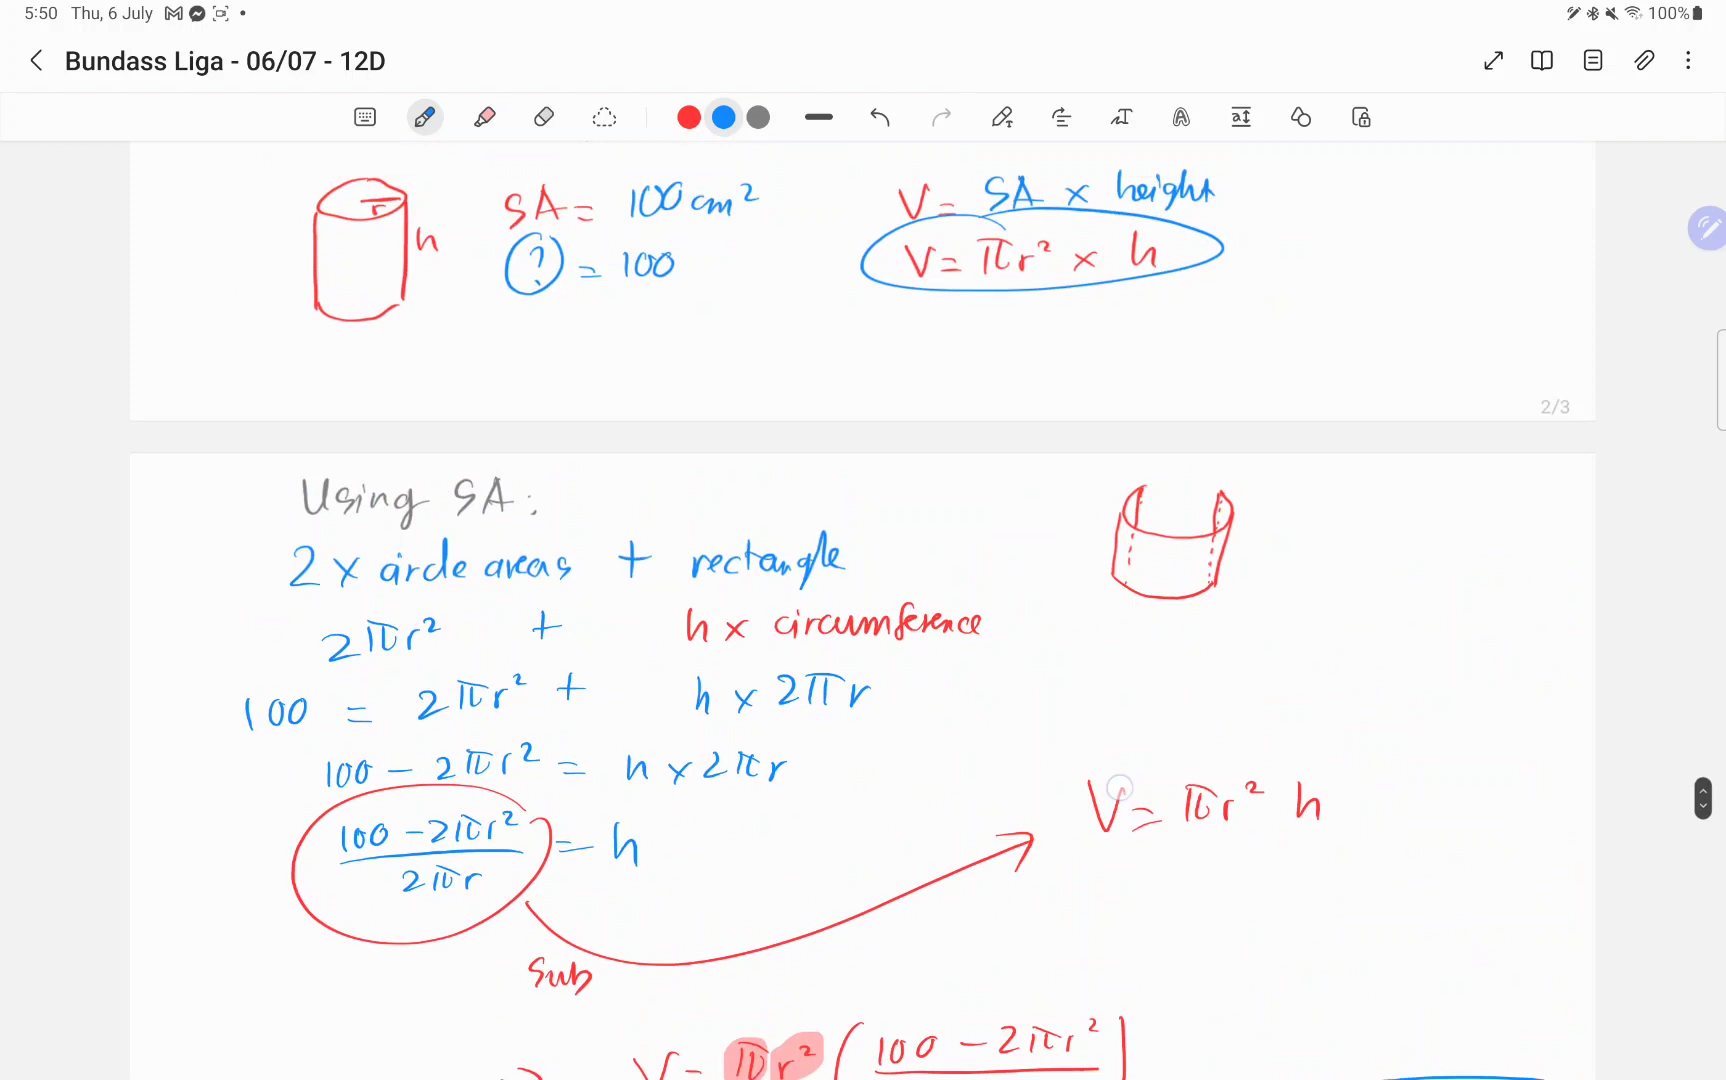 5:50 Thu, 6 July 100%
Bundass Liga - 06/07 - 12D
r h
SA = 100 cm²
? = 100
V = SA x height
V = πr² x h
2/3
Using SA:
2 x circle areas + rectangle
2πr² + h x circumference
100 = 2πr² + h x 2πr
100 - 2πr² = h x 2πr
100 - 2πr²
2πr
= h
V = πr² h
Sub
V = πr² (100 - 2πr²